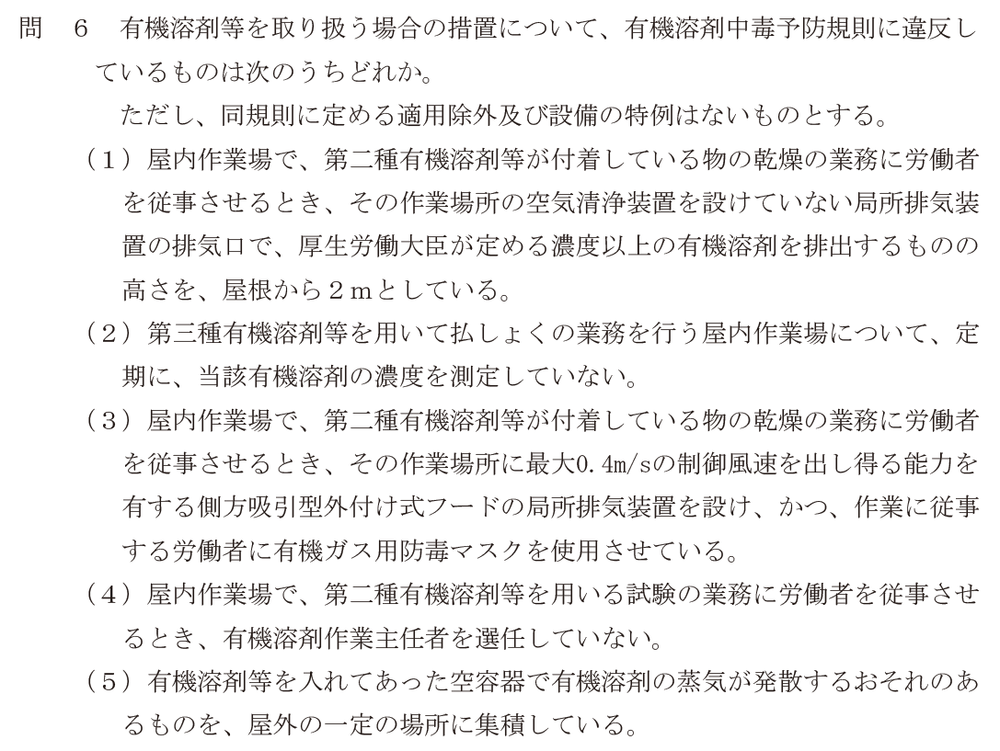 問　６　有機溶剤等を取り扱う場合の措置について、有機溶剤中毒予防規則に違反し
ているものは次のうちどれか。
ただし、同規則に定める適用除外及び設備の特例はないものとする。
（１）屋内作業場で、第二種有機溶剤等が付着している物の乾燥の業務に労働者
を従事させるとき、その作業場所の空気清浄装置を設けていない局所排気装
置の排気口で、厚生労働大臣が定める濃度以上の有機溶剤を排出するものの
高さを、屋根から２ｍとしている。
（２）第三種有機溶剤等を用いて払しょくの業務を行う屋内作業場について、定
期に、当該有機溶剤の濃度を測定していない。
（３）屋内作業場で、第二種有機溶剤等が付着している物の乾燥の業務に労働者
を従事させるとき、その作業場所に最大0.4m/sの制御風速を出し得る能力を
有する側方吸引型外付け式フードの局所排気装置を設け、かつ、作業に従事
する労働者に有機ガス用防毒マスクを使用させている。
（４）屋内作業場で、第二種有機溶剤等を用いる試験の業務に労働者を従事させ
るとき、有機溶剤作業主任者を選任していない。
（５）有機溶剤等を入れてあった空容器で有機溶剤の蒸気が発散するおそれのあ
るものを、屋外の一定の場所に集積している。